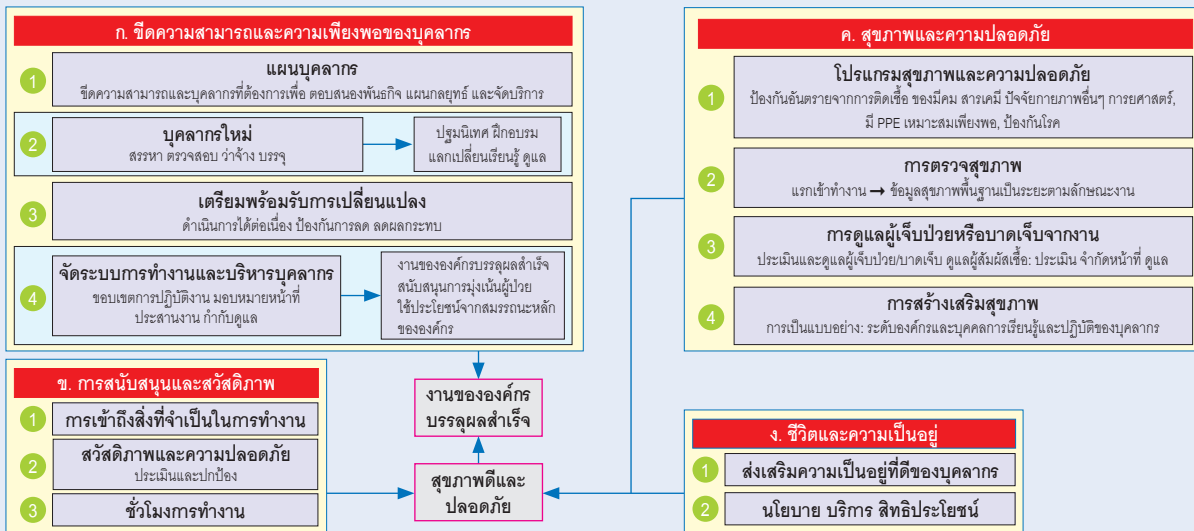 ก. ขีดความสามารถและความเพียงพอของบุคลากร
1
แผนบุคลากร
ขีดความสามารถและบุคลากรที่ต้องการเพื่อ ตอบสนองพันธกิจ แผนกลยุทธ์ และจัดบริการ
2
บุคลากรใหม่
สรรหา ตรวจสอบ ว่าจ้าง บรรจุ
ปฐมนิเทศ ฝึกอบรม
แลกเปลี่ยนเรียนรู้ ดูแล
3
เตรียมพร้อมรับการเปลี่ยนแปลง
ดำเนินการได้ต่อเนื่อง ป้องกันการลด ลดผลกระทบ
4
จัดระบบการทำงานและบริหารบุคลากร
ขอบเขตการปฏิบัติงาน มอบหมายหน้าที่
ประสานงาน กำกับดูแล
งานขององค์กรบรรลุผลสำเร็จ
สนับสนุนการมุ่งเน้นผู้ป่วย
ใช้ประโยชน์จากสมรรถนะหลัก
ขององค์กร
ข. การสนับสนุนและสวัสดิภาพ
1
การเข้าถึงสิ่งที่จำเป็นในการทำงาน
2
สวัสดิภาพและความปลอดภัย
ประเมินและปกป้อง
3
ชั่วโมงการทำงาน
งานขององค์กร
บรรลุผลสำเร็จ
สุขภาพดีและ
ปลอดภัย
ค. สุขภาพและความปลอดภัย
1
โปรแกรมสุขภาพและความปลอดภัย
ป้องกันอันตรายจากการติดเชื้อ ของมีคม สารเคมี ปัจจัยกายภาพอื่นๆ การยศาสตร์,
มี PPE เหมาะสมเพียงพอ, ป้องกันโรค
2
การตรวจสุขภาพ
แรกเข้าทำงาน → ข้อมูลสุขภาพพื้นฐานเป็นระยะตามลักษณะงาน
3
การดูแลผู้เจ็บป่วยหรือบาดเจ็บจากงาน
ประเมินและดูแลผู้เจ็บป่วย/บาดเจ็บ ดูแลผู้สัมผัสเชื้อ: ประเมิน จำกัดหน้าที่ ดูแล
4
การสร้างเสริมสุขภาพ
การเป็นแบบอย่าง: ระดับองค์กรและบุคคลการเรียนรู้และปฏิบัติของบุคลากร
ง. ชีวิตและความเป็นอยู่
1
ส่งเสริมความเป็นอยู่ที่ดีของบุคลากร
2
นโยบาย บริการ สิทธิประโยชน์